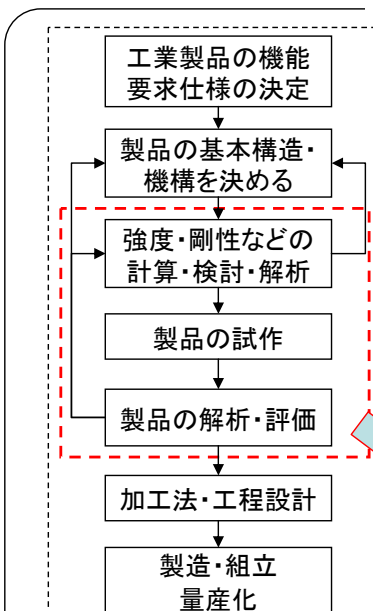 工業製品の機能
要求仕様の決定
製品の基本構造・
機構を決める
強度・剛性などの
計算・検討・解析
製品の試作
製品の解析・評価
加工法・工程設計
製造・組立
量産化